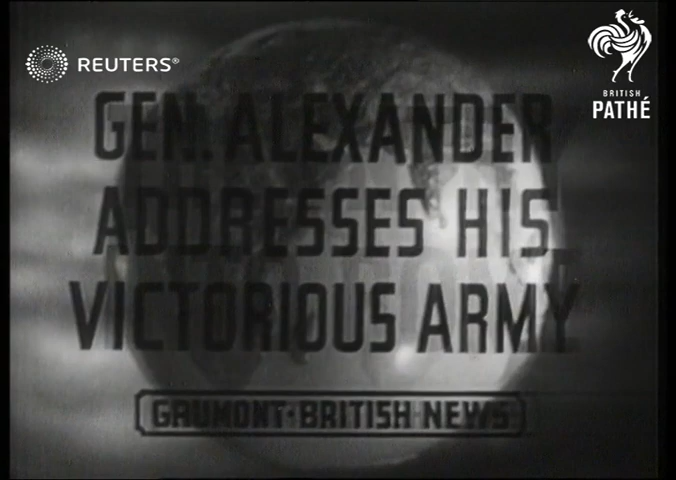 REUTERS®
BRITISH
PATHÉ
GEN. ALEXANDER
ADDRESSES HIS
VICTORIOUS ARMY
GAUMONT·BRITISH·NEWS